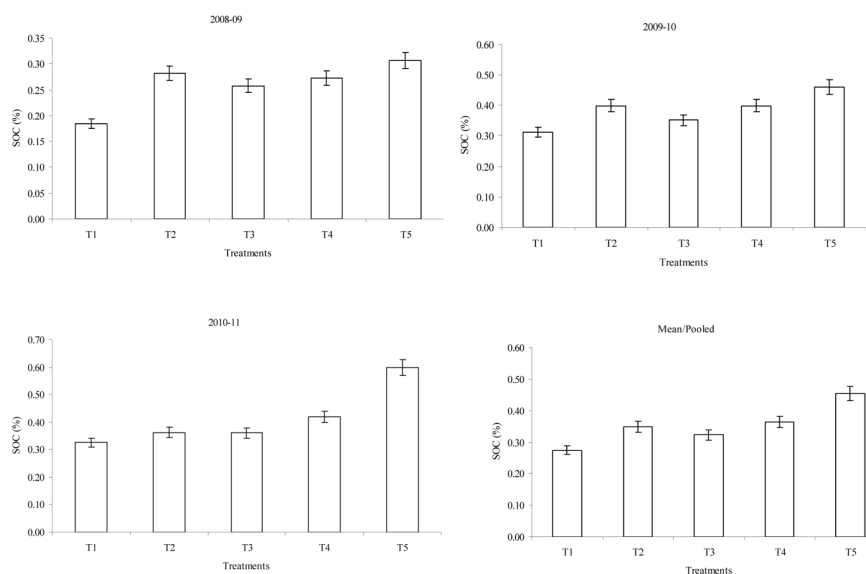 2008-09
SOC (%)
0.35
0.30
0.25
0.20
0.15
0.10
0.05
0.00
T1 T2 T3 T4 T5
Treatments
2009-10
SOC (%)
0.60
0.50
0.40
0.30
0.20
0.10
0.00
T1 T2 T3 T4 T5
Treatments
2010-11
SOC (%)
0.70
0.60
0.50
0.40
0.30
0.20
0.10
0.00
T1 T2 T3 T4 T5
Treatments
Mean/Pooled
SOC (%)
0.60
0.50
0.40
0.30
0.20
0.10
0.00
T1 T2 T3 T4 T5
Treatments